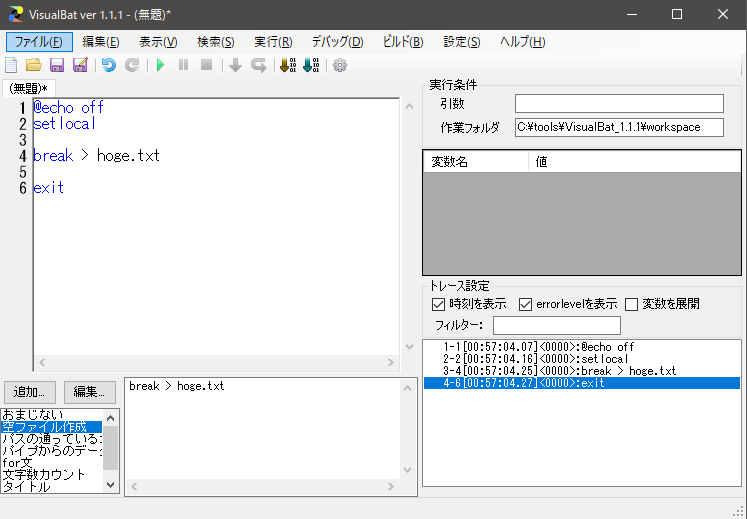 VisualBat ver 1.1.1 - (無題)*
ファイル(F) 編集(E) 表示(V) 検索(S) 実行(R) デバッグ(D) ビルド(B) 設定(S) ヘルプ(H)
(無題)*
1 @echo off
2 setlocal
3
4 break > hoge.txt
5
6 exit
実行条件
引数
作業フォルダ C:¥tools¥VisualBat_1.1.1¥workspace
変数名 値
トレース設定
時刻を表示 errorlevelを表示 変数を展開
フィルター:
1-1[00:57:04.07]<0000>:@echo off
2-2[00:57:04.16]<0000>:setlocal
3-4[00:57:04.25]<0000>:break > hoge.txt
4-6[00:57:04.27]<0000>:exit
追加... 編集...
おまじない
空ファイル作成
パスの通っている
パイプからのデー
for文
文字数カウント
タイトル
break > hoge.txt